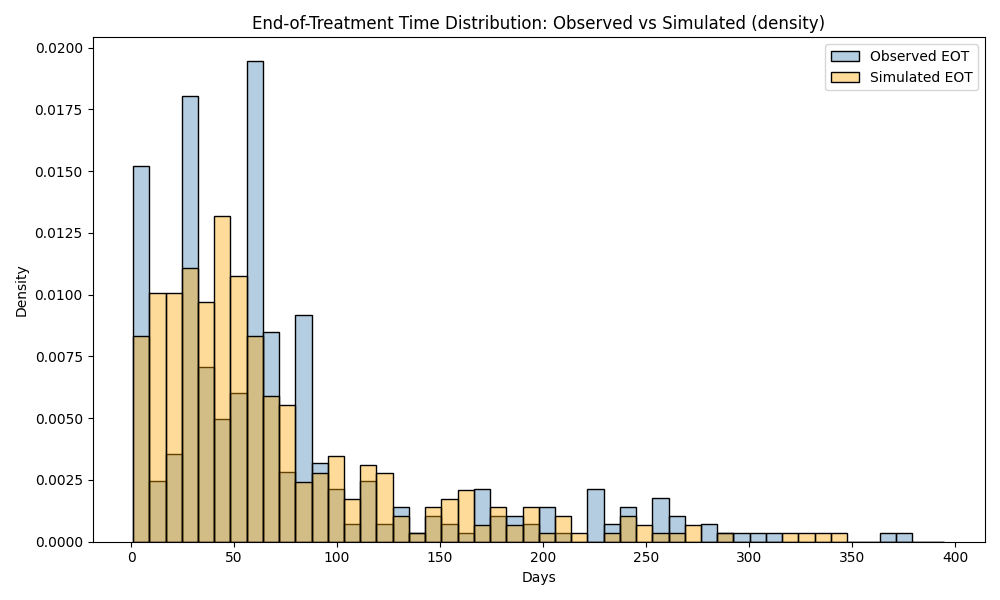 End-of-Treatment Time Distribution: Observed vs Simulated (density)
Observed EOT
Simulated EOT
Density
0.0200
0.0175
0.0150
0.0125
0.0100
0.0075
0.0050
0.0025
0.0000
0 50 100 150 200 250 300 350 400
Days